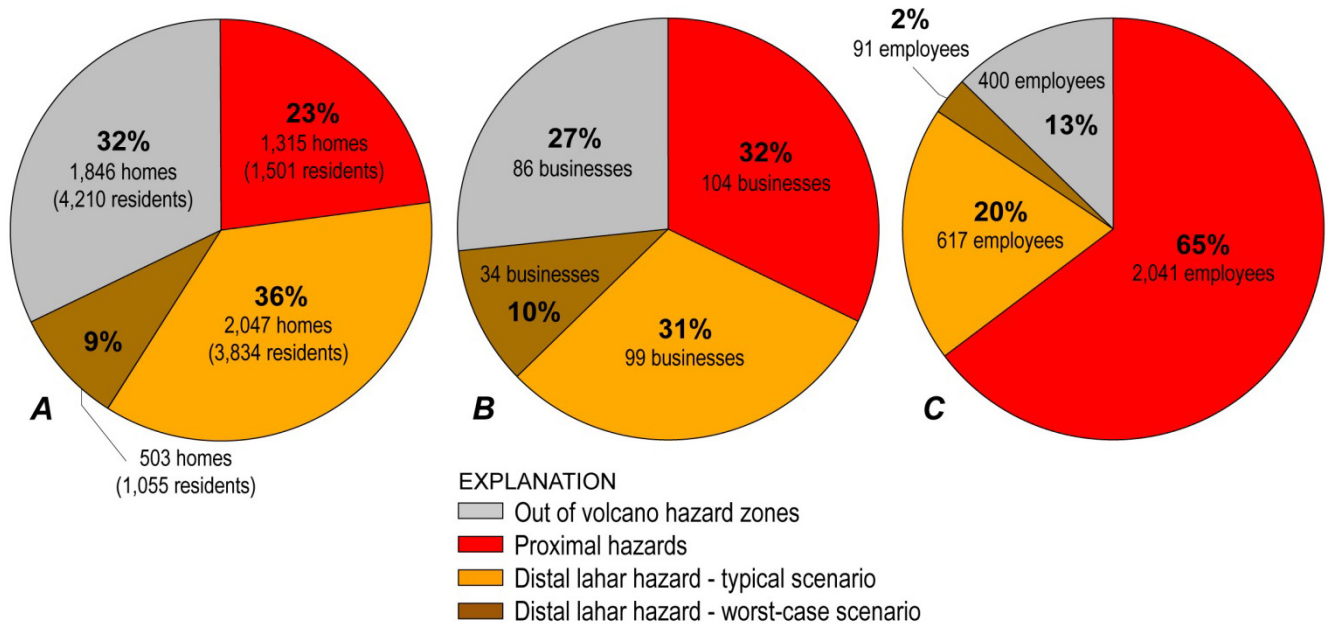 32%
1,846 homes
(4,210 residents)
23%
1,315 homes
(1,501 residents)
36%
2,047 homes
(3,834 residents)
9%
503 homes
(1,055 residents)
A
27%
86 businesses
32%
104 businesses
34 businesses
10%
31%
99 businesses
B
2%
91 employees
400 employees
13%
20%
617 employees
65%
2,041 employees
C
EXPLANATION
Out of volcano hazard zones
Proximal hazards
Distal lahar hazard - typical scenario
Distal lahar hazard - worst-case scenario